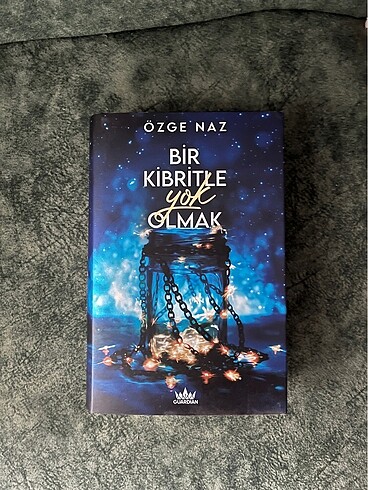 ÖZGE NAZ
BİR
KİBRİTLE
yok
OLMAK
GUARDIAN